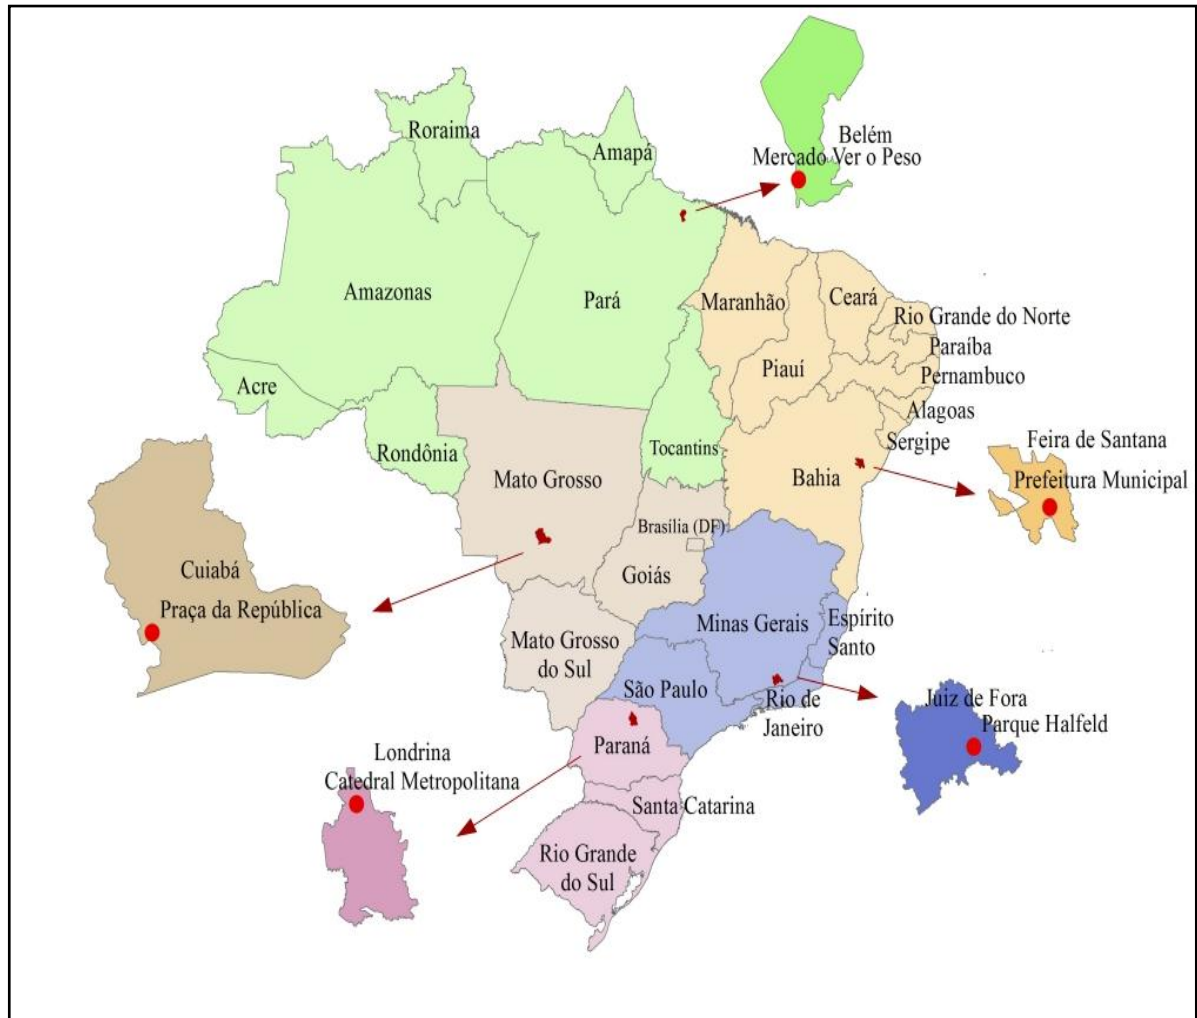 Roraima
Amapá
Belém
Mercado Ver o Peso
Amazonas
Pará
Maranhão
Ceará
Rio Grande do Norte
Paraíba
Piauí
Pernambuco
Acre
Alagoas
Sergipe
Rondônia
Tocantins
Mato Grosso
Bahia
Feira de Santana
Prefeitura Municipal
Brasília (DF)
Goiás
Cuiabá
Praça da República
Minas Gerais
Espírito
Santo
Mato Grosso
do Sul
São Paulo
Rio de
Janeiro
Juiz de Fora
Parque Halfeld
Paraná
Londrina
Catedral Metropolitana
Santa Catarina
Rio Grande
do Sul